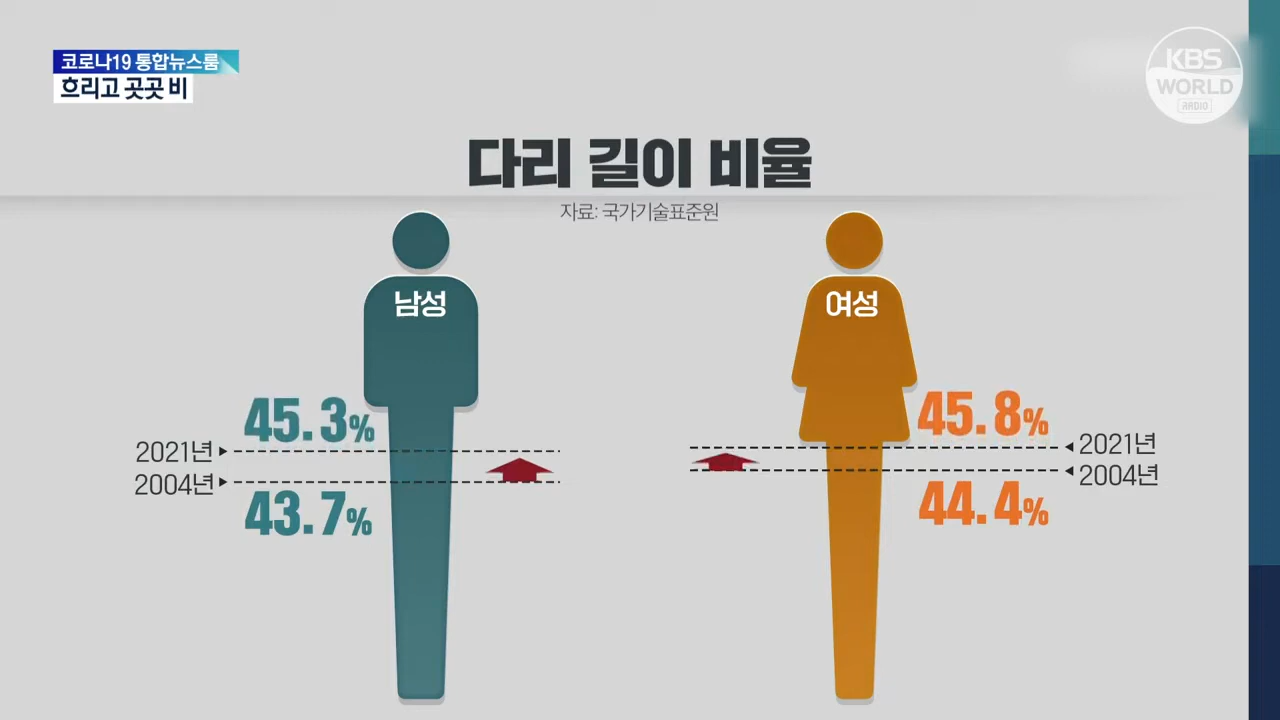 코로나19 통합뉴스룸
흐리고 곳곳 비
KBS
WORLD
RADIO
다리 길이 비율
자료: 국가기술표준원
남성
45.3%
2021년
2004년
43.7%
여성
45.8%
2021년
2004년
44.4%